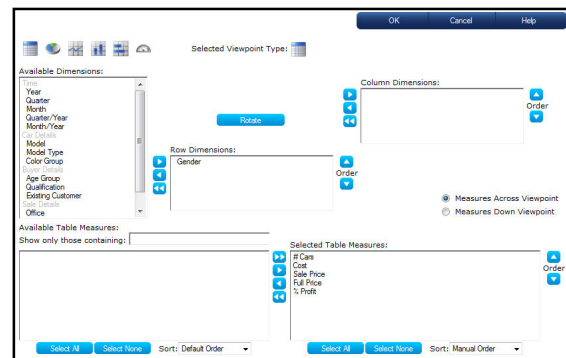 OK Cancel Help
Selected Viewpoint Type:
Available Dimensions:
Time
Year
Quarter
Month
Quarter/Year
Month/Year
Car Details
Model
Model Type
Color Group
Buyer Details
Age Group
Qualification
Existing Customer
Sale Details
Office
Column Dimensions:
Order
Rotate
Row Dimensions:
Gender
Order
Measures Across Viewpoint
Measures Down Viewpoint
Available Table Measures:
Show only those containing:
Selected Table Measures:
# Cars
Cost
Sale Price
Full Price
% Profit
Order
Select All Select None Sort: Default Order
Select All Select None Sort: Manual Order